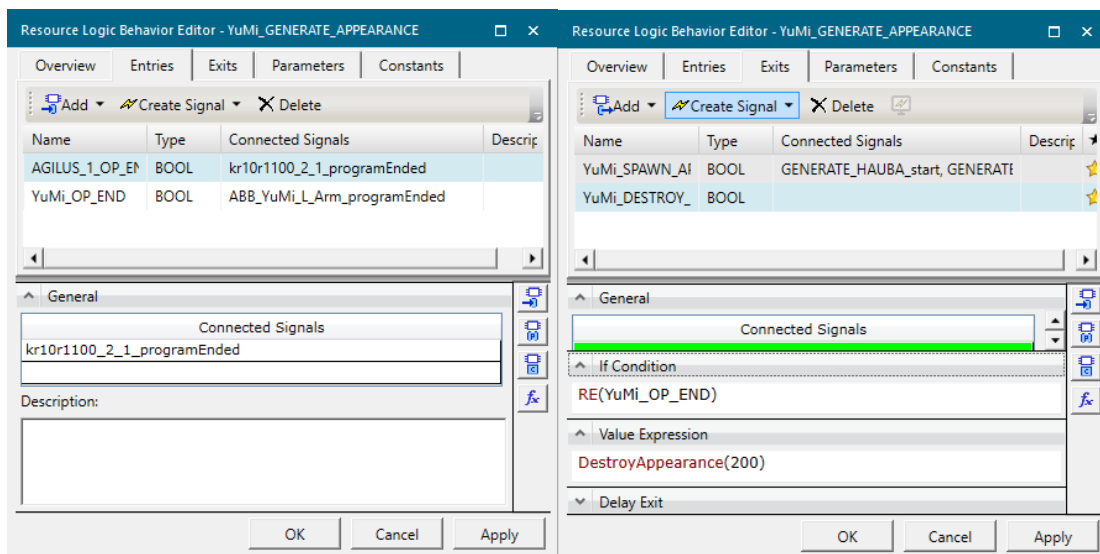 Resource Logic Behavior Editor - YuMi_GENERATE_APPEARANCE
Overview Entries Exits Parameters Constants
Add Create Signal Delete
Name Type Connected Signals Descrip
AGILUS_1_OP_EN BOOL kr10r1100_2_1_programEnded
YuMi_OP_END BOOL ABB_YuMi_L_Arm_programEnded
General
Connected Signals
kr10r1100_2_1_programEnded
Description:
OK Cancel Apply
Resource Logic Behavior Editor - YuMi_GENERATE_APPEARANCE
Overview Entries Exits Parameters Constants
Add Create Signal Delete
Name Type Connected Signals Descrip
YuMi_SPAWN_AI BOOL GENERATE_HAUBA_start, GENERATE
YuMi_DESTROY_ BOOL
General
Connected Signals
If Condition
RE(YuMi_OP_END)
Value Expression
DestroyAppearance(200)
Delay Exit
OK Cancel Apply